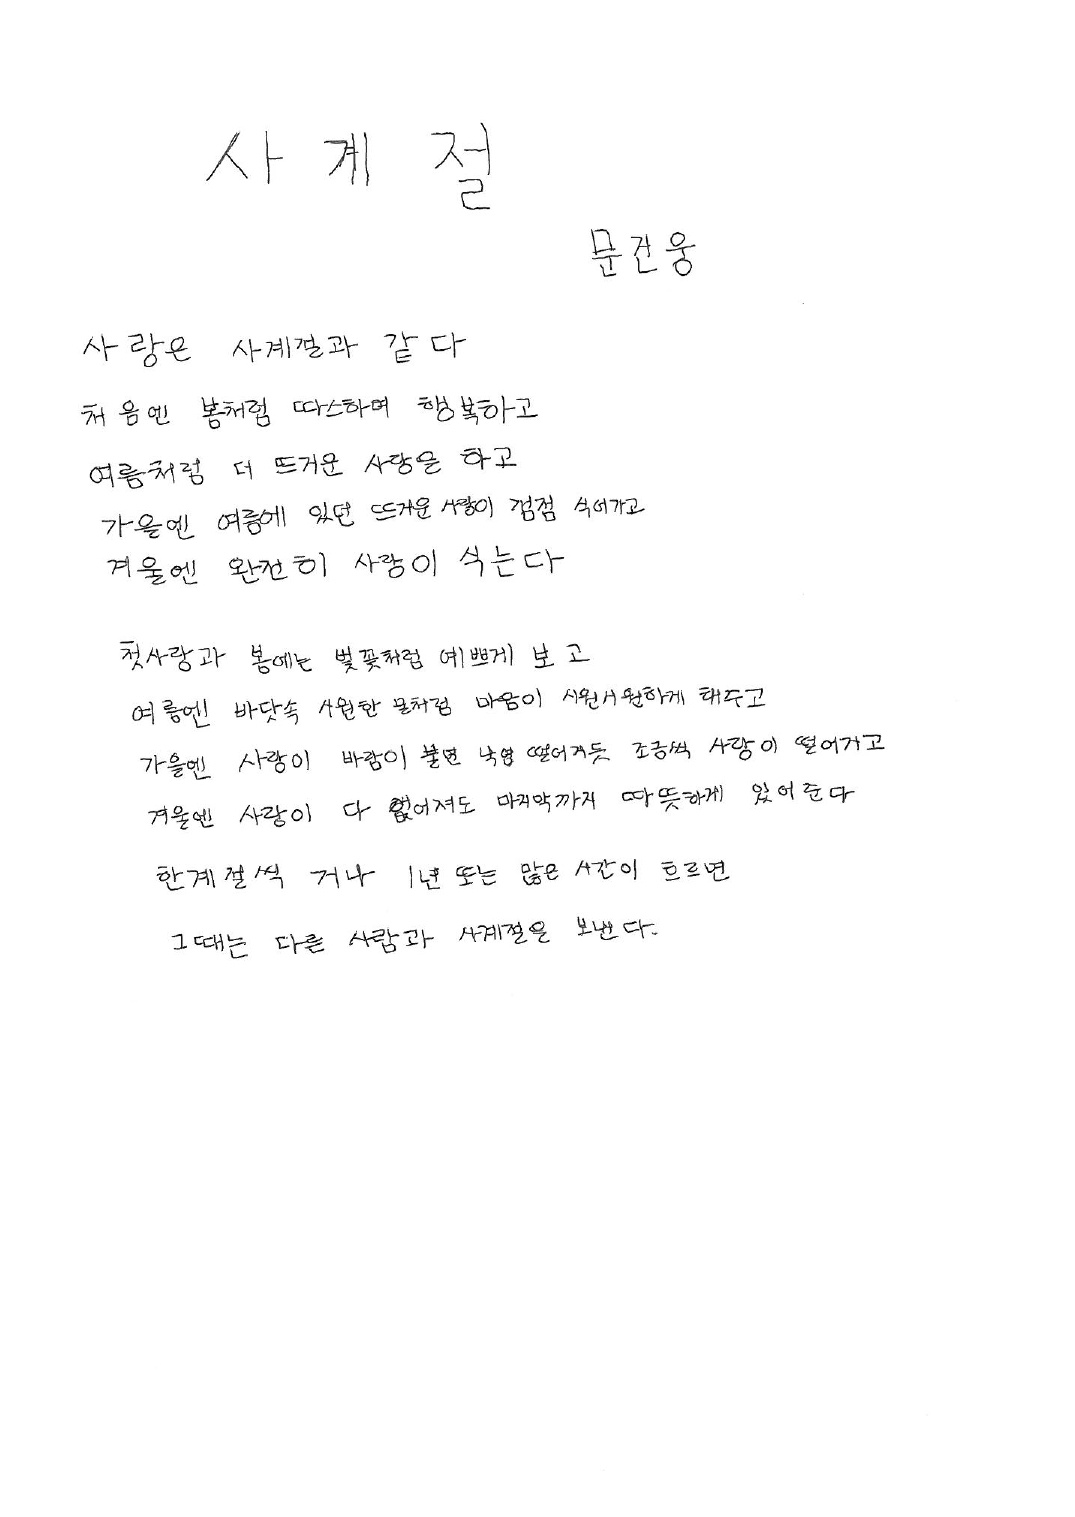 사계절
문건웅
사랑은 사계절과 같다
처음엔 봄처럼 따스하며 행복하고
여름처럼 더 뜨거운 사랑을 하고
가을엔 여름에 있던 뜨거운 사랑이 점점 식어가고
겨울엔 완전히 사랑이 식는다
첫사랑과 봄에는 벚꽃처럼 예쁘게 보고
여름엔 바닷속 시원한 물처럼 마음이 시원시원하게 해주고
가을엔 사랑이 바람이 불면 낙엽 떨어지듯 조금씩 사랑이 떨어지고
겨울엔 사랑이 다 없어져도 마지막까지 따뜻하게 있어준다
한계절씩 거나 1년 또는 많은 시간이 흐르면
그때는 다른 사람과 사계절을 보낸다.